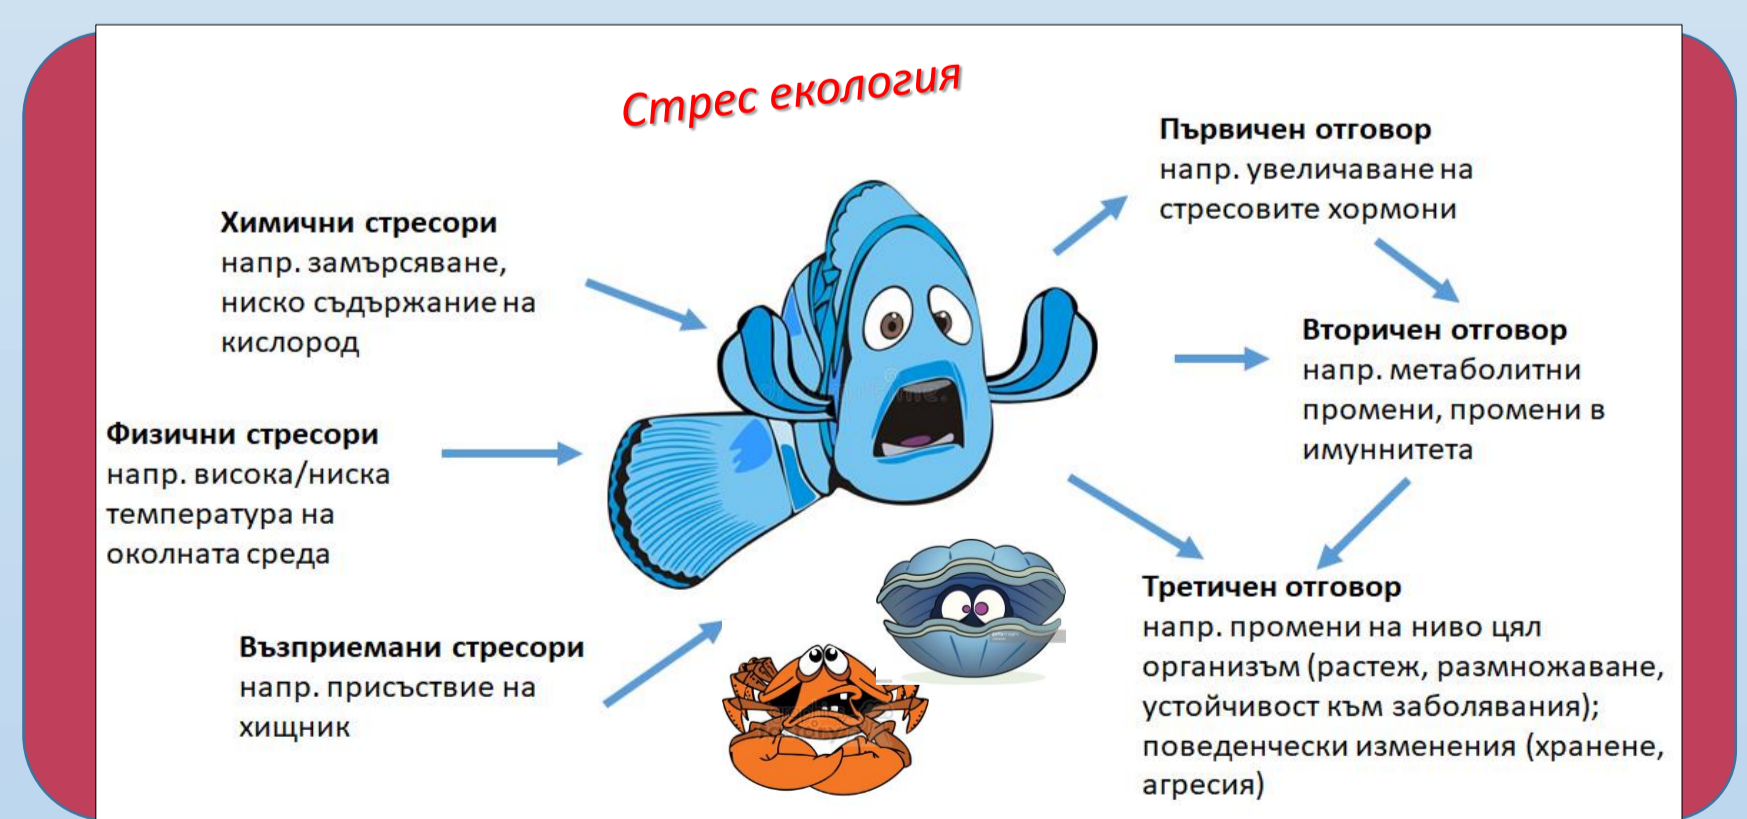 Стрес екология
Химични стресори
напр. замърсяване,
ниско съдържание на
кислород
Физични стресори
напр. висока/ниска
температура на
околната среда
Възприемани стресори
напр. присъствие на
хищник
Първичен отговор
напр. увеличаване на
стресовите хормони
Вторичен отговор
напр. метаболитни
промени, промени в
имуннитета
Третичен отговор
напр. промени на ниво цял
организъм (растеж, размножаване,
устойчивост към заболявания);
поведенчески изменения (хранене,
агресия)